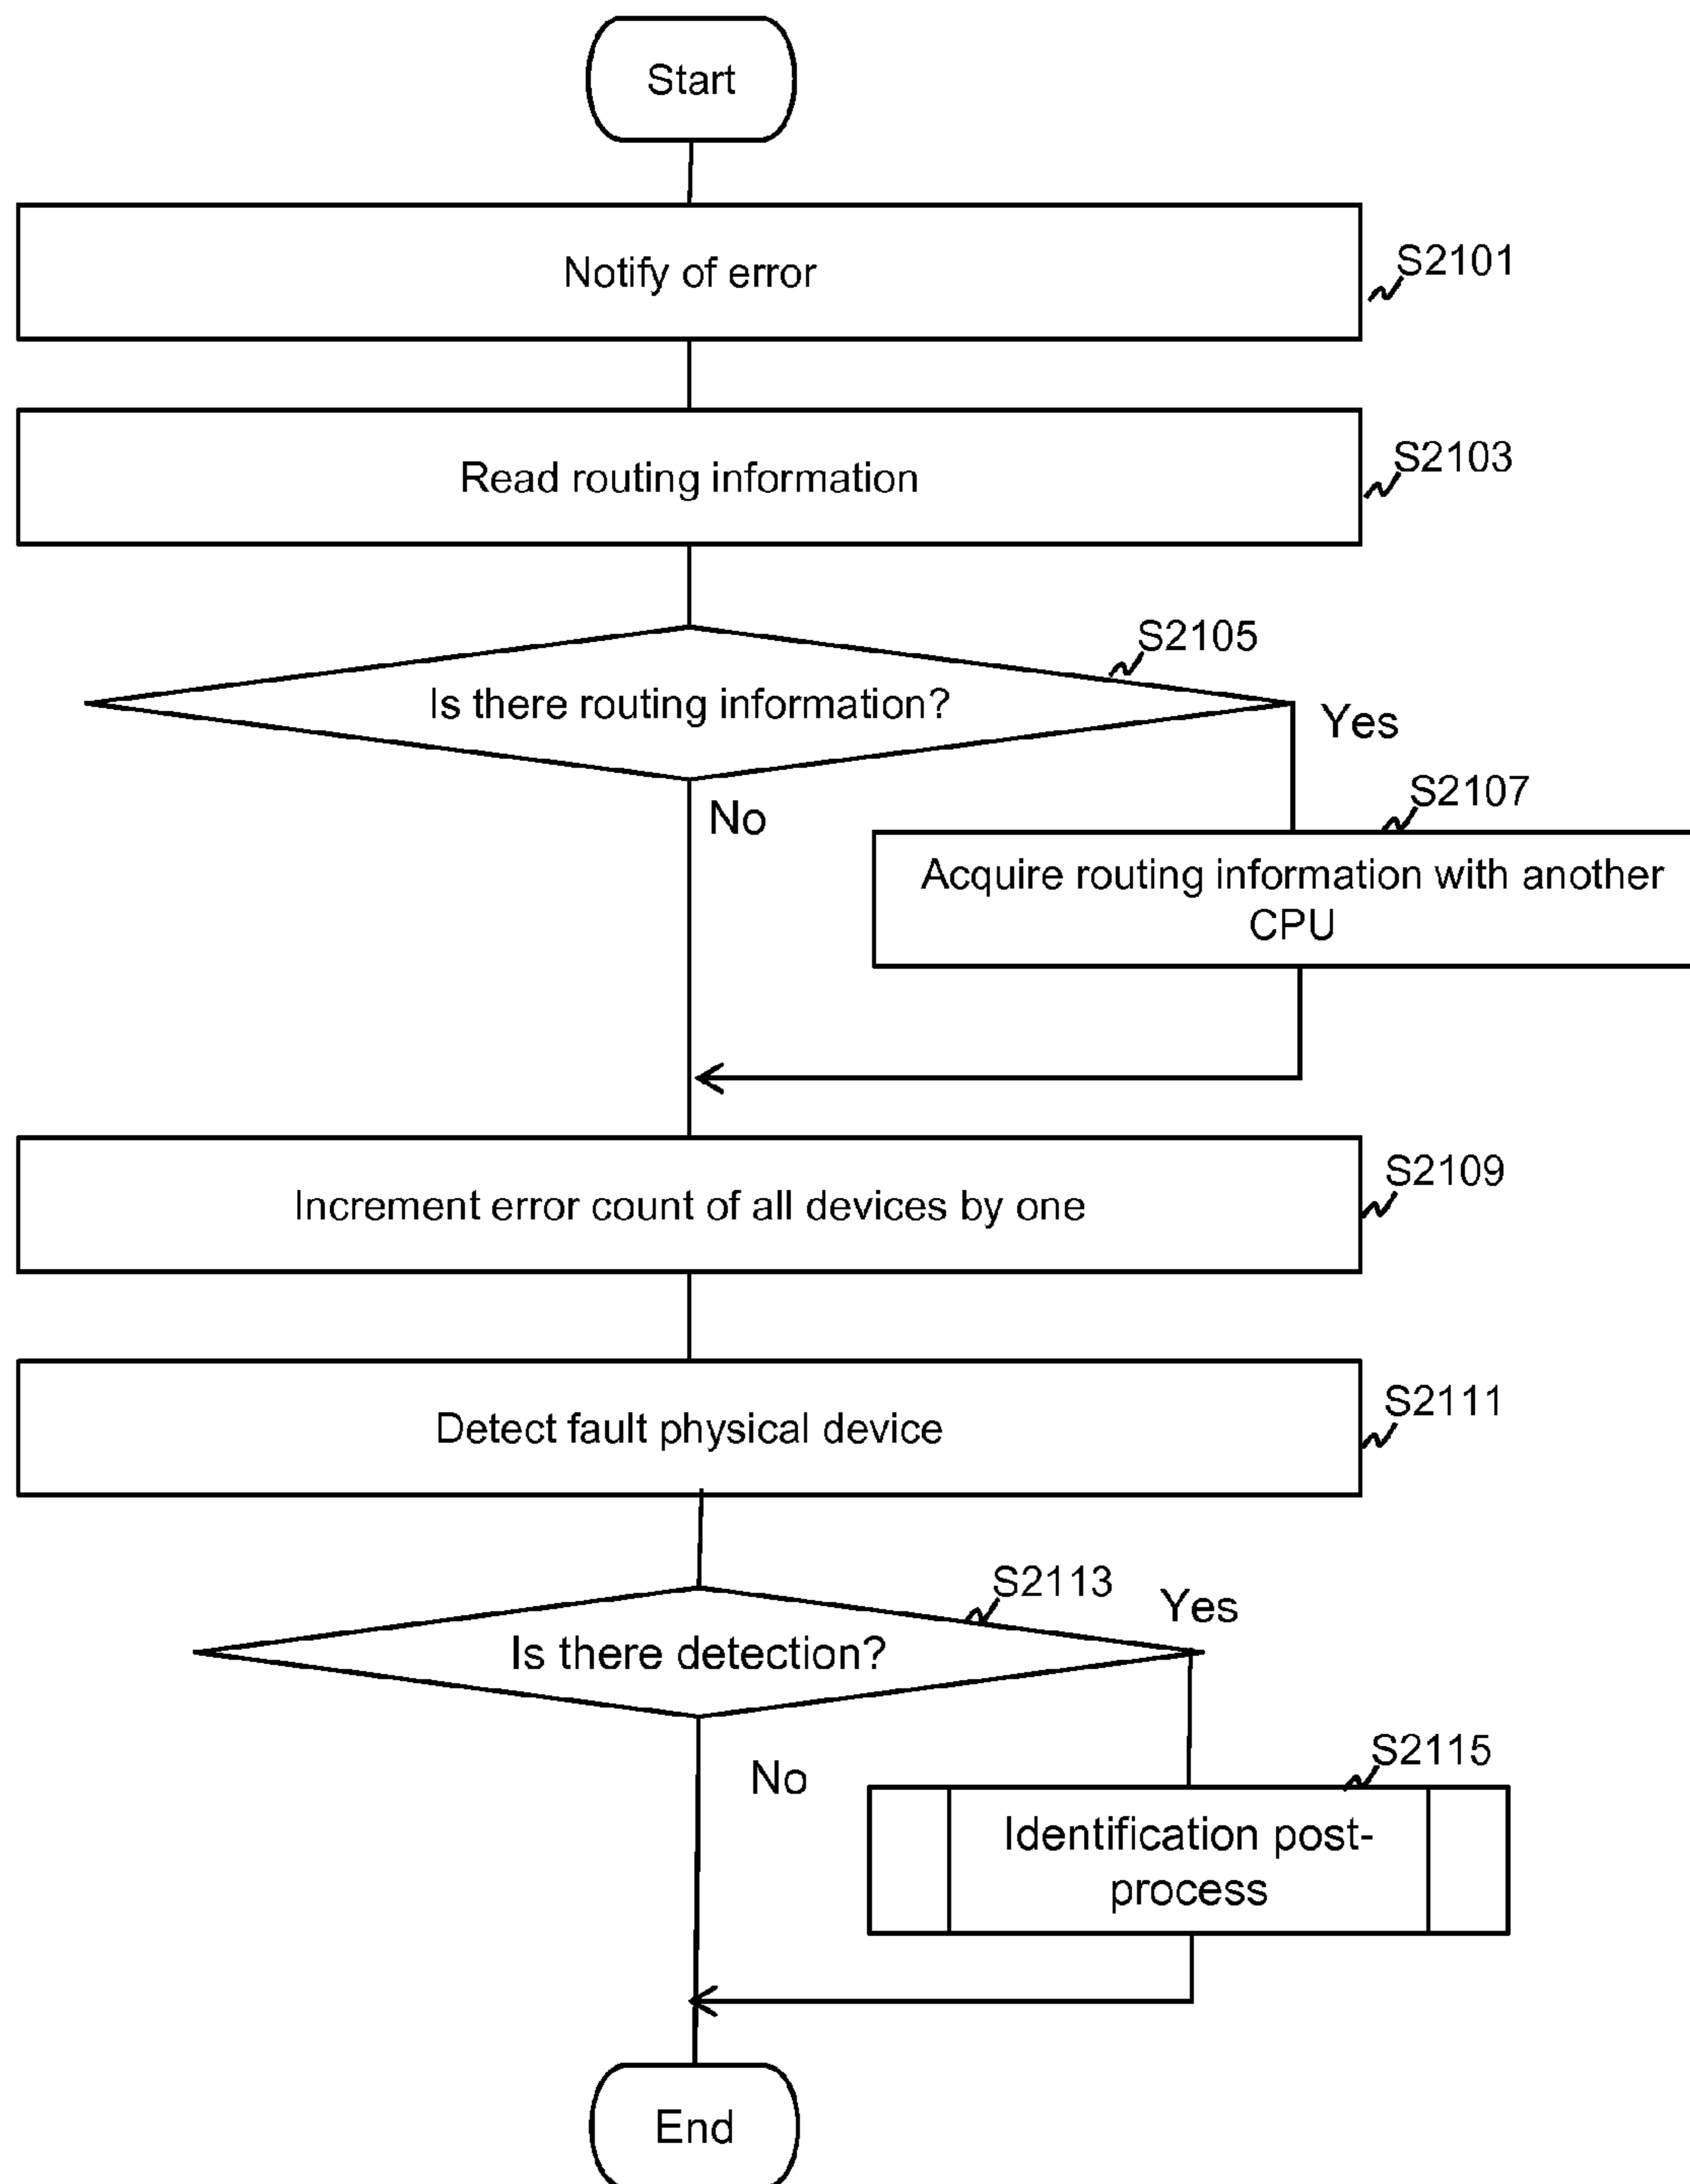 Start
Notify of error
S2101
Read routing information
S2103
S2105
Is there routing information?
Yes
No
S2107
Acquire routing information with another
CPU
S2109
Increment error count of all devices by one
S2111
Detect fault physical device
S2113
Yes
Is there detection?
No
S2115
Identification post-
process
End